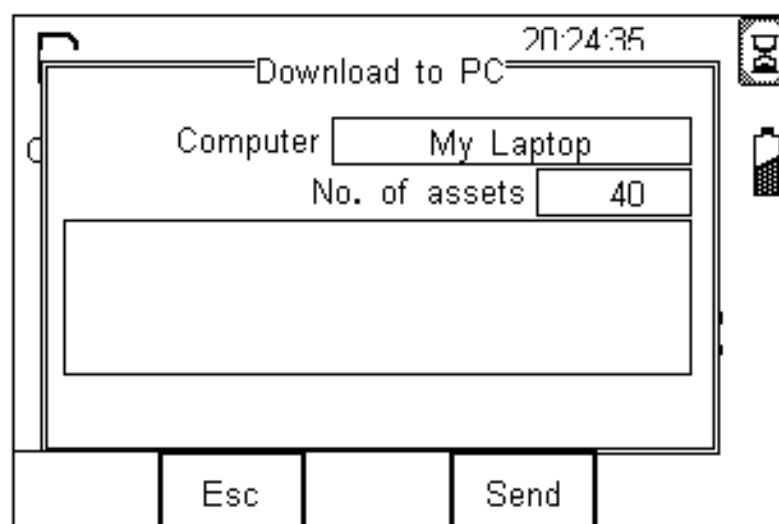 20:24:35
Download to PC
Computer My Laptop
No. of assets 40
Esc Send